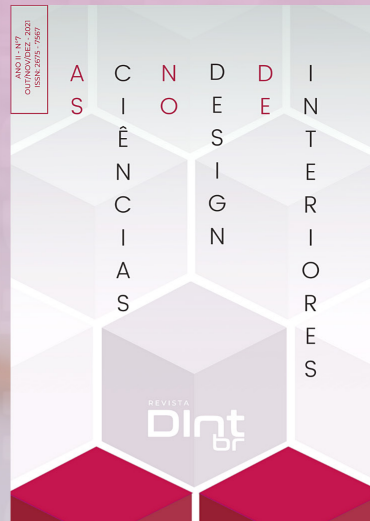 ANO II - Nº7
OUT/NOV/DEZ - 2021
ISSN: 2675 - 7567
AS
CIÊNCIAS
NO
DESIGN
DE
INTERIORES
REVISTA
DInt
br